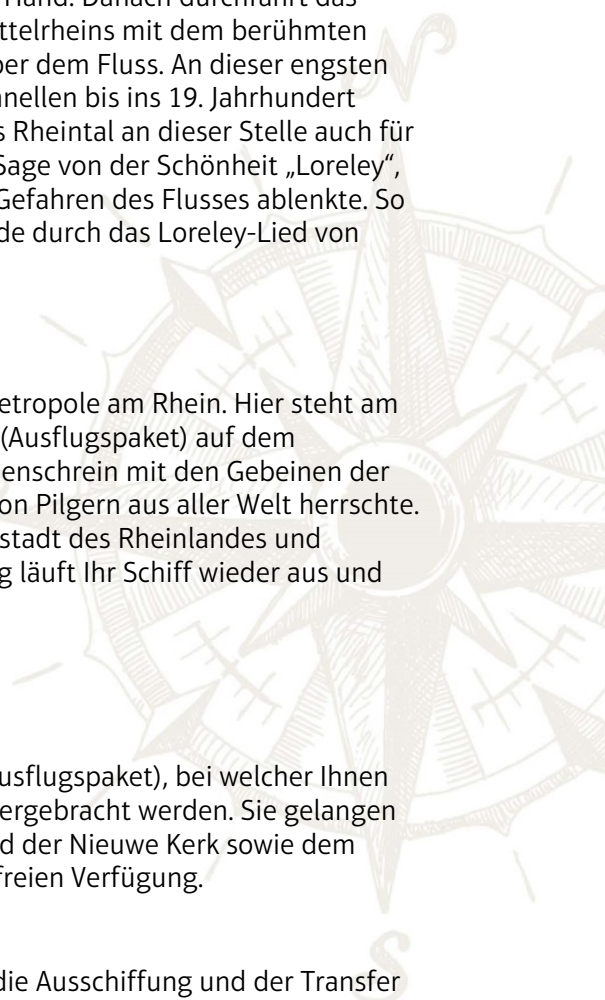 Hand. Danach durchfährt das
ttelrheins mit dem berühmten
ber dem Fluss. An dieser engsten
nellen bis ins 19. Jahrhundert
s Rheintal an dieser Stelle auch für
Sage von der Schönheit „Loreley“,
Gefahren des Flusses ablenkte. So
de durch das Loreley-Lied von
etropole am Rhein. Hier steht am
(Ausflugspaket) auf dem
enschrein mit den Gebeinen der
on Pilgern aus aller Welt herrschte.
stadt des Rheinlandes und
g läuft Ihr Schiff wieder aus und
usflugspaket), bei welcher Ihnen
ergebracht werden. Sie gelangen
d der Nieuwe Kerk sowie dem
freien Verfügung.
die Ausschiffung und der Transfer
N
S